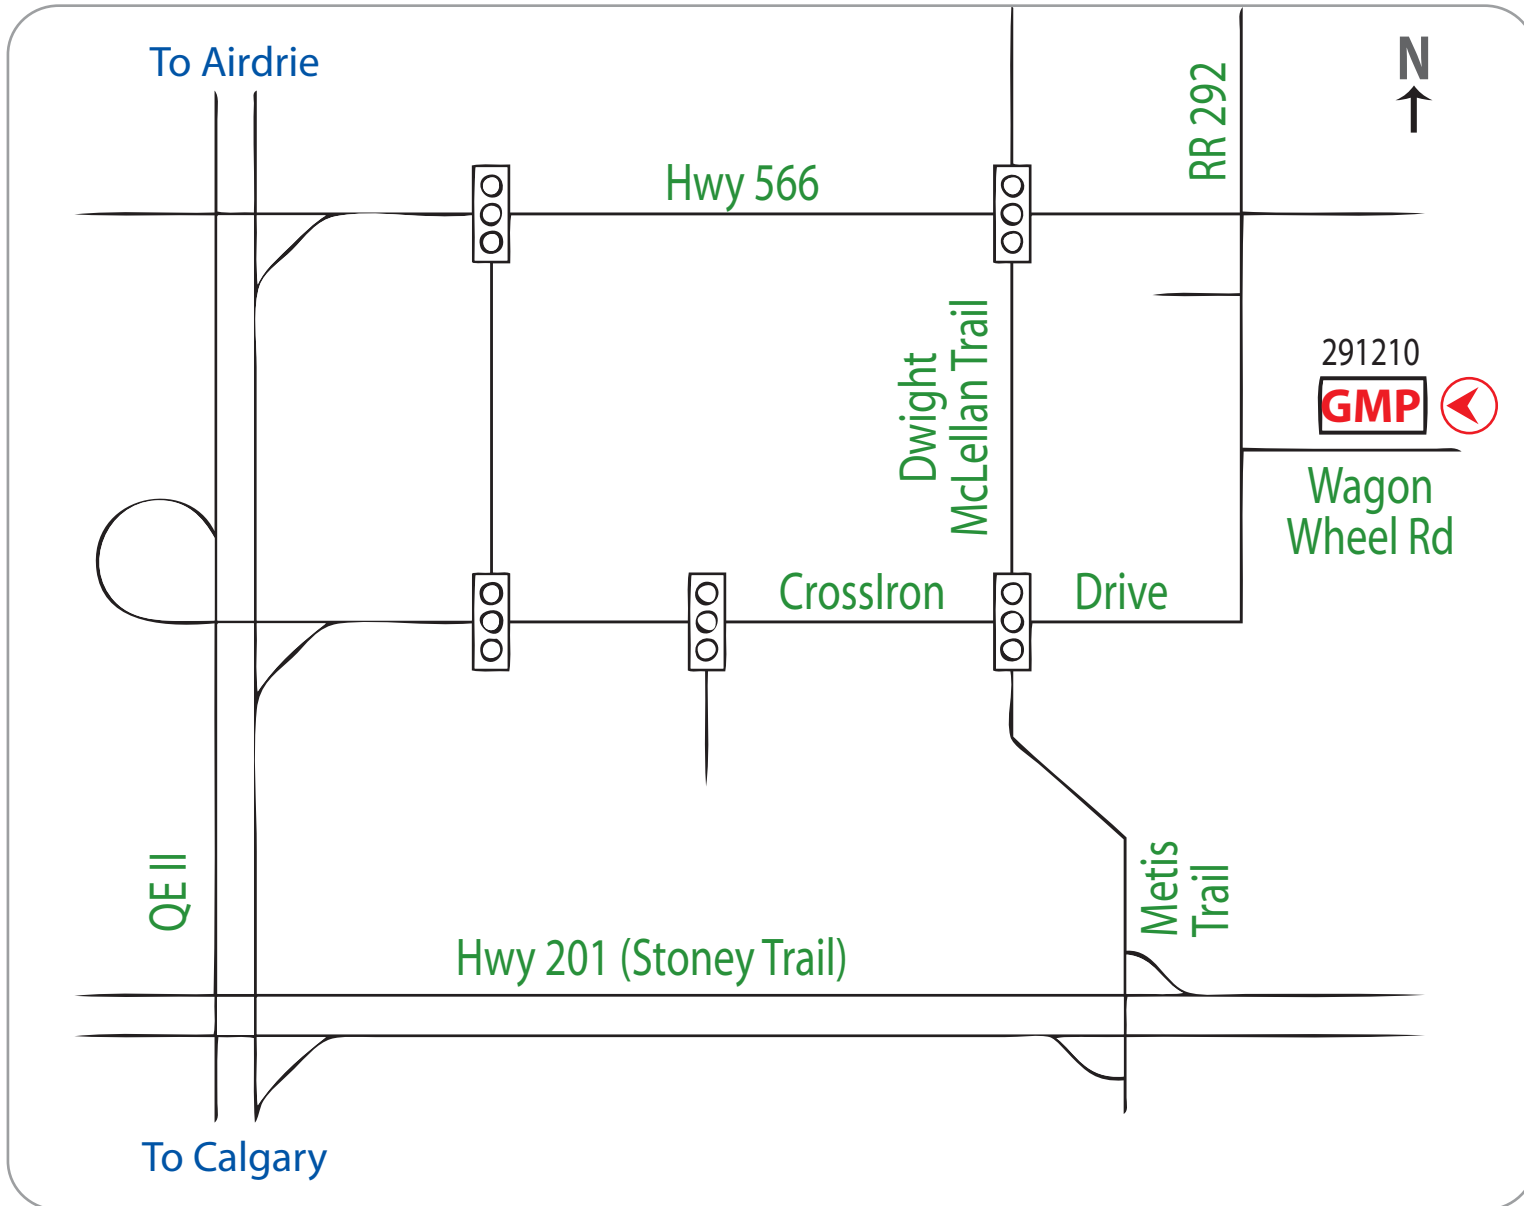 To Airdrie
N
RR 292
Hwy 566
Dwight
McLellan Trail
291210
GMP
Wagon
Wheel Rd
CrossIron
Drive
QE II
Metis
Trail
Hwy 201 (Stoney Trail)
To Calgary